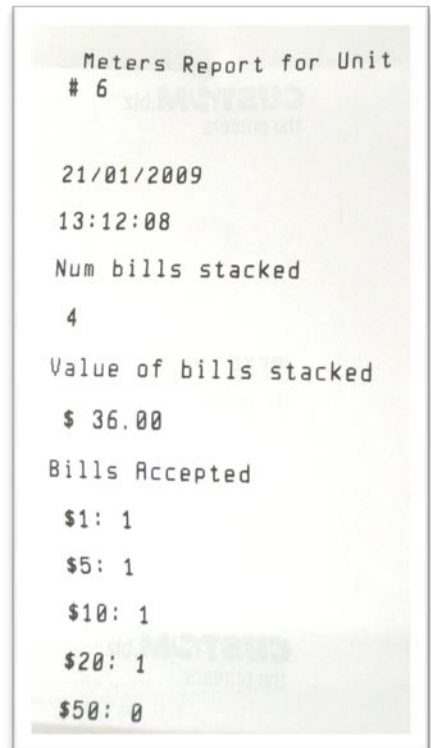 Meters Report for Unit
# 6
21/01/2009
13:12:08
Num bills stacked
4
Value of bills stacked
$ 36.00
Bills Accepted
$1: 1
$5: 1
$10: 1
$20: 1
$50: 0